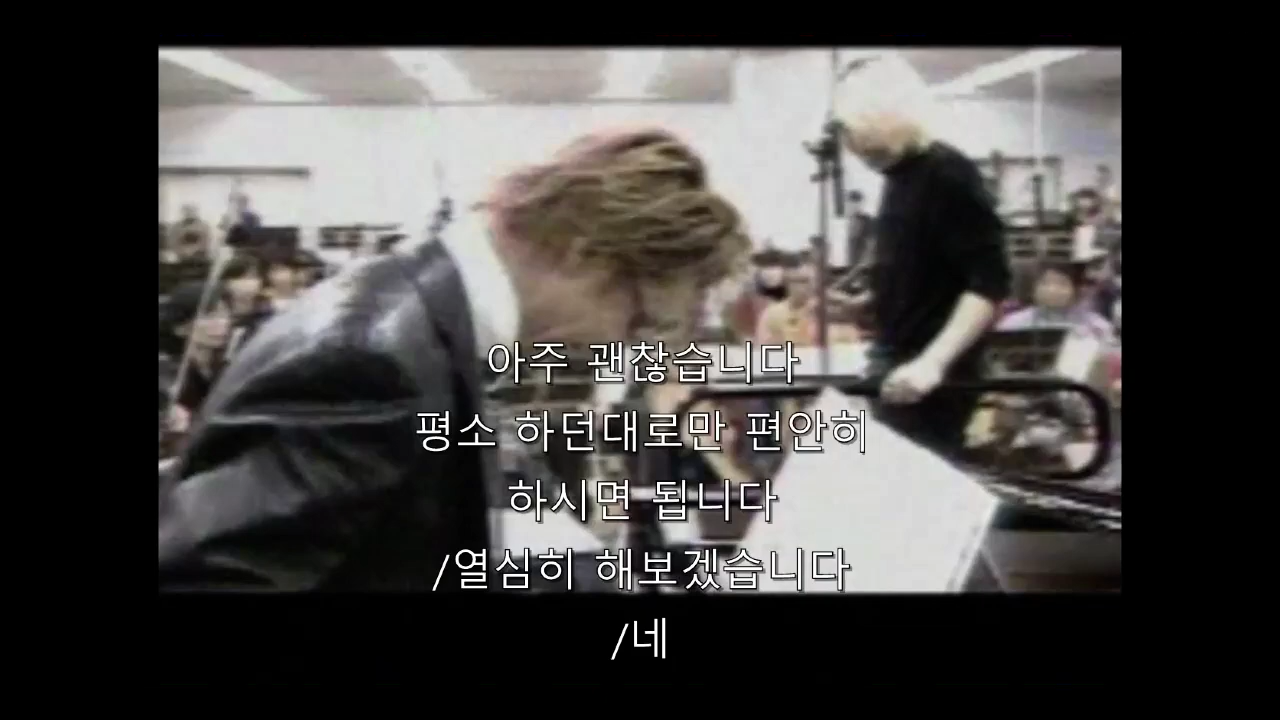 아주 괜찮습니다
평소 하던대로만 편안히
하시면 됩니다
/열심히 해보겠습니다
/네